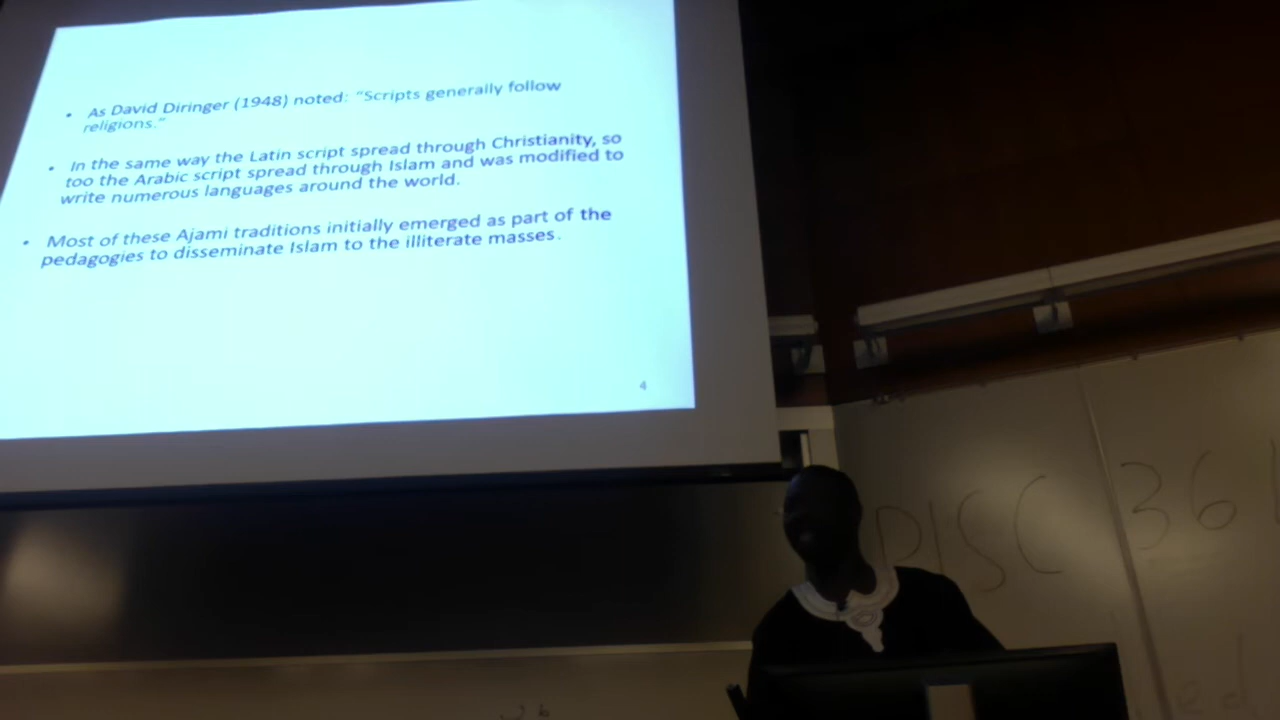 • As David Diringer (1948) noted: “Scripts generally follow
religions.”
• In the same way the Latin script spread through Christianity, so
too the Arabic script spread through Islam and was modified to
write numerous languages around the world.
• Most of these Ajami traditions initially emerged as part of the
pedagogies to disseminate Islam to the illiterate masses.
4
DISC 36